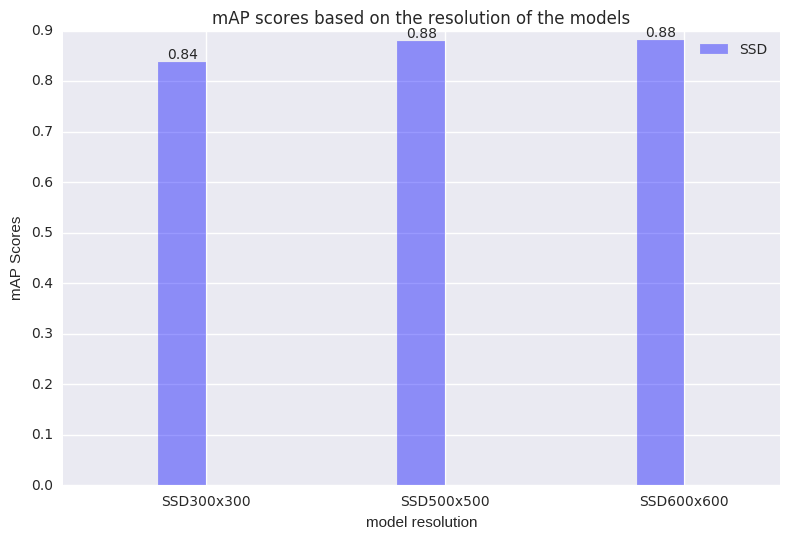 mAP scores based on the resolution of the models
0.9
0.8
0.7
0.6
0.5
0.4
0.3
0.2
0.1
0.0
mAP Scores
0.84
0.88
0.88
SSD
SSD300x300
SSD500x500
SSD600x600
model resolution